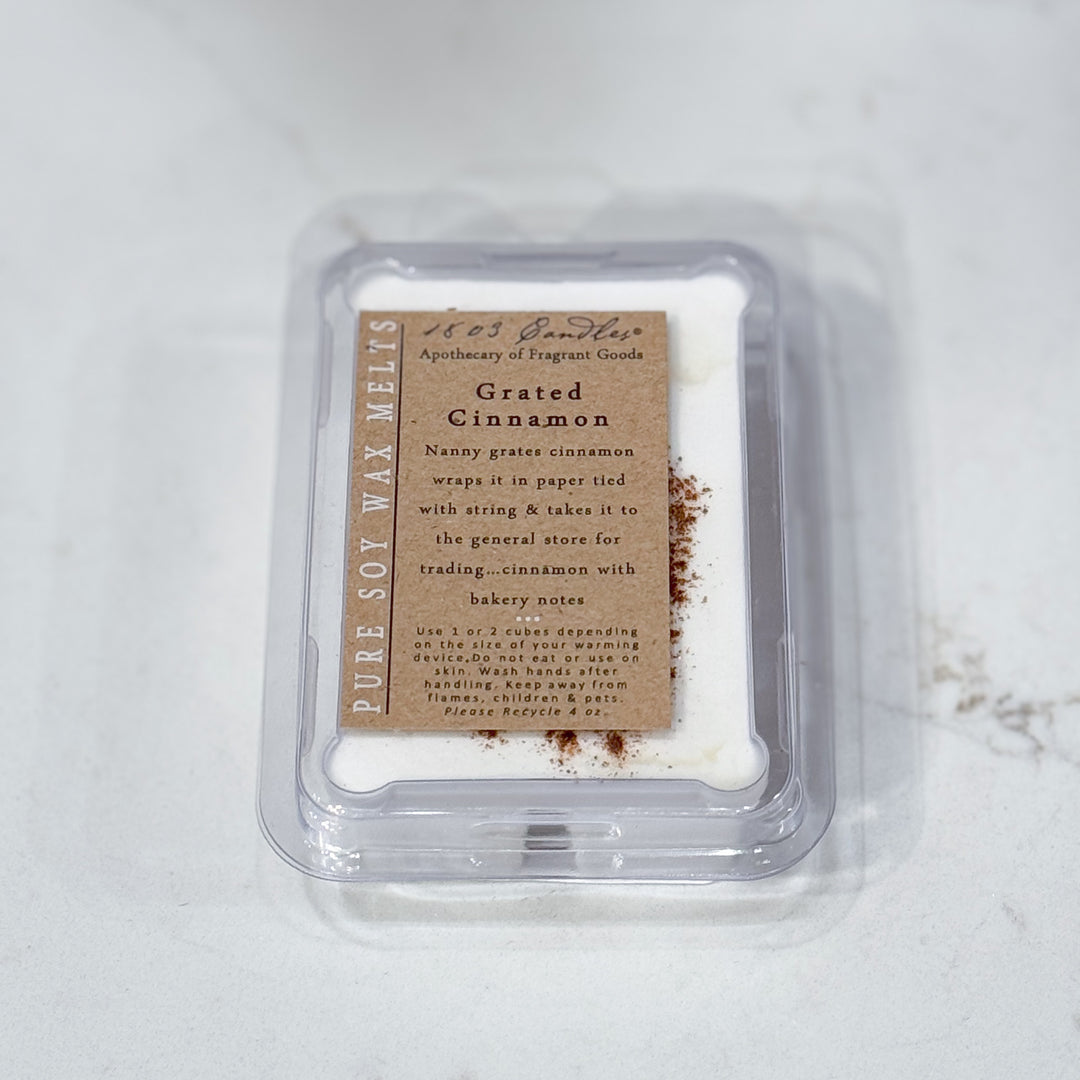 PURE SOY WAX MELTS
1803 Candles®
Apothecary of Fragrant Goods
Grated
Cinnamon
Nanny grates cinnamon
wraps it in paper tied
with string & takes it to
the general store for
trading...cinnamon with
bakery notes
Use 1 or 2 cubes depending
on the size of your warming
device.Do not eat or use on
skin. Wash hands after
handling. Keep away from
flames, children & pets.
Please Recycle 4 oz.